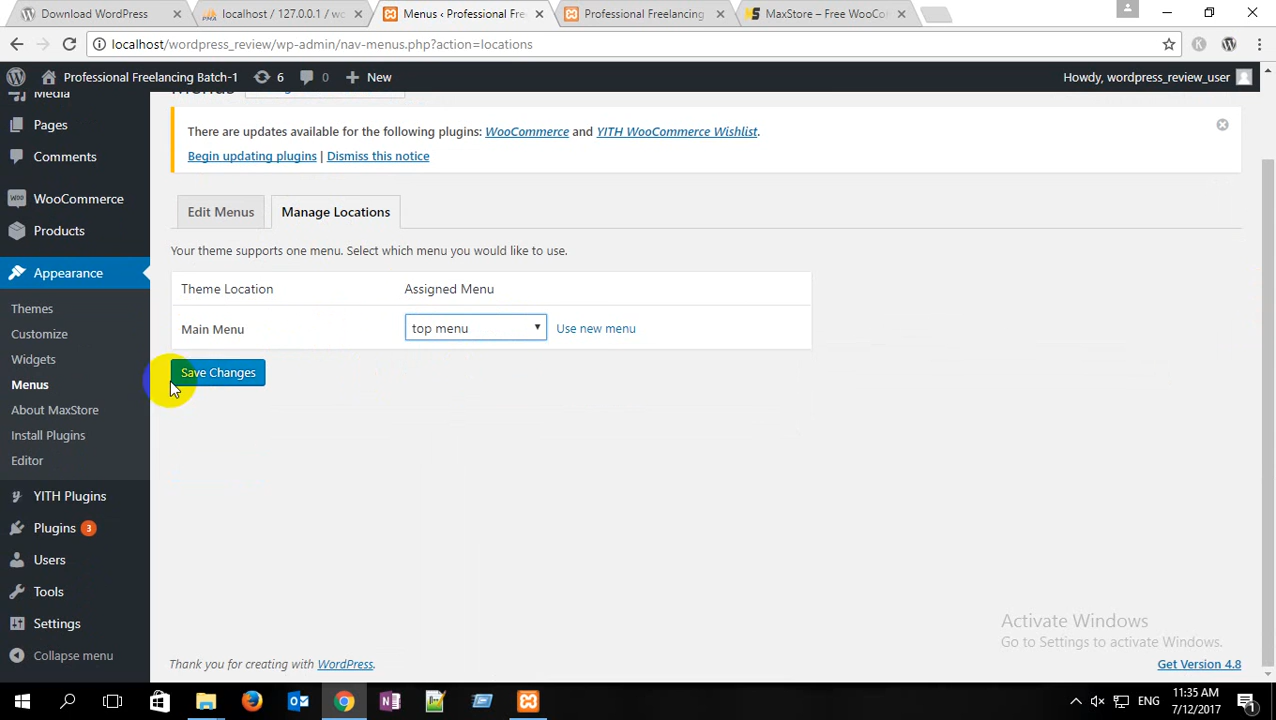 Download WordPress
localhost / 127.0.0.1 / wc
Menus ‹ Professional Fre
Professional Freelancing
MaxStore – Free WooCo
localhost/wordpress_review/wp-admin/nav-menus.php?action=locations
Professional Freelancing Batch-1
6
0
New
Howdy, wordpress_review_user
Media
Pages
Comments
WooCommerce
Products
Appearance
Themes
Customize
Widgets
Menus
About MaxStore
Install Plugins
Editor
YITH Plugins
Plugins 3
Users
Tools
Settings
Collapse menu
Menus
There are updates available for the following plugins: WooCommerce and YITH WooCommerce Wishlist.
Begin updating plugins | Dismiss this notice
Edit Menus
Manage Locations
Your theme supports one menu. Select which menu you would like to use.
Theme Location
Assigned Menu
Main Menu
top menu
Use new menu
Save Changes
Activate Windows
Go to Settings to activate Windows.
Thank you for creating with WordPress.
Get Version 4.8
ENG
11:35 AM
7/12/2017
1